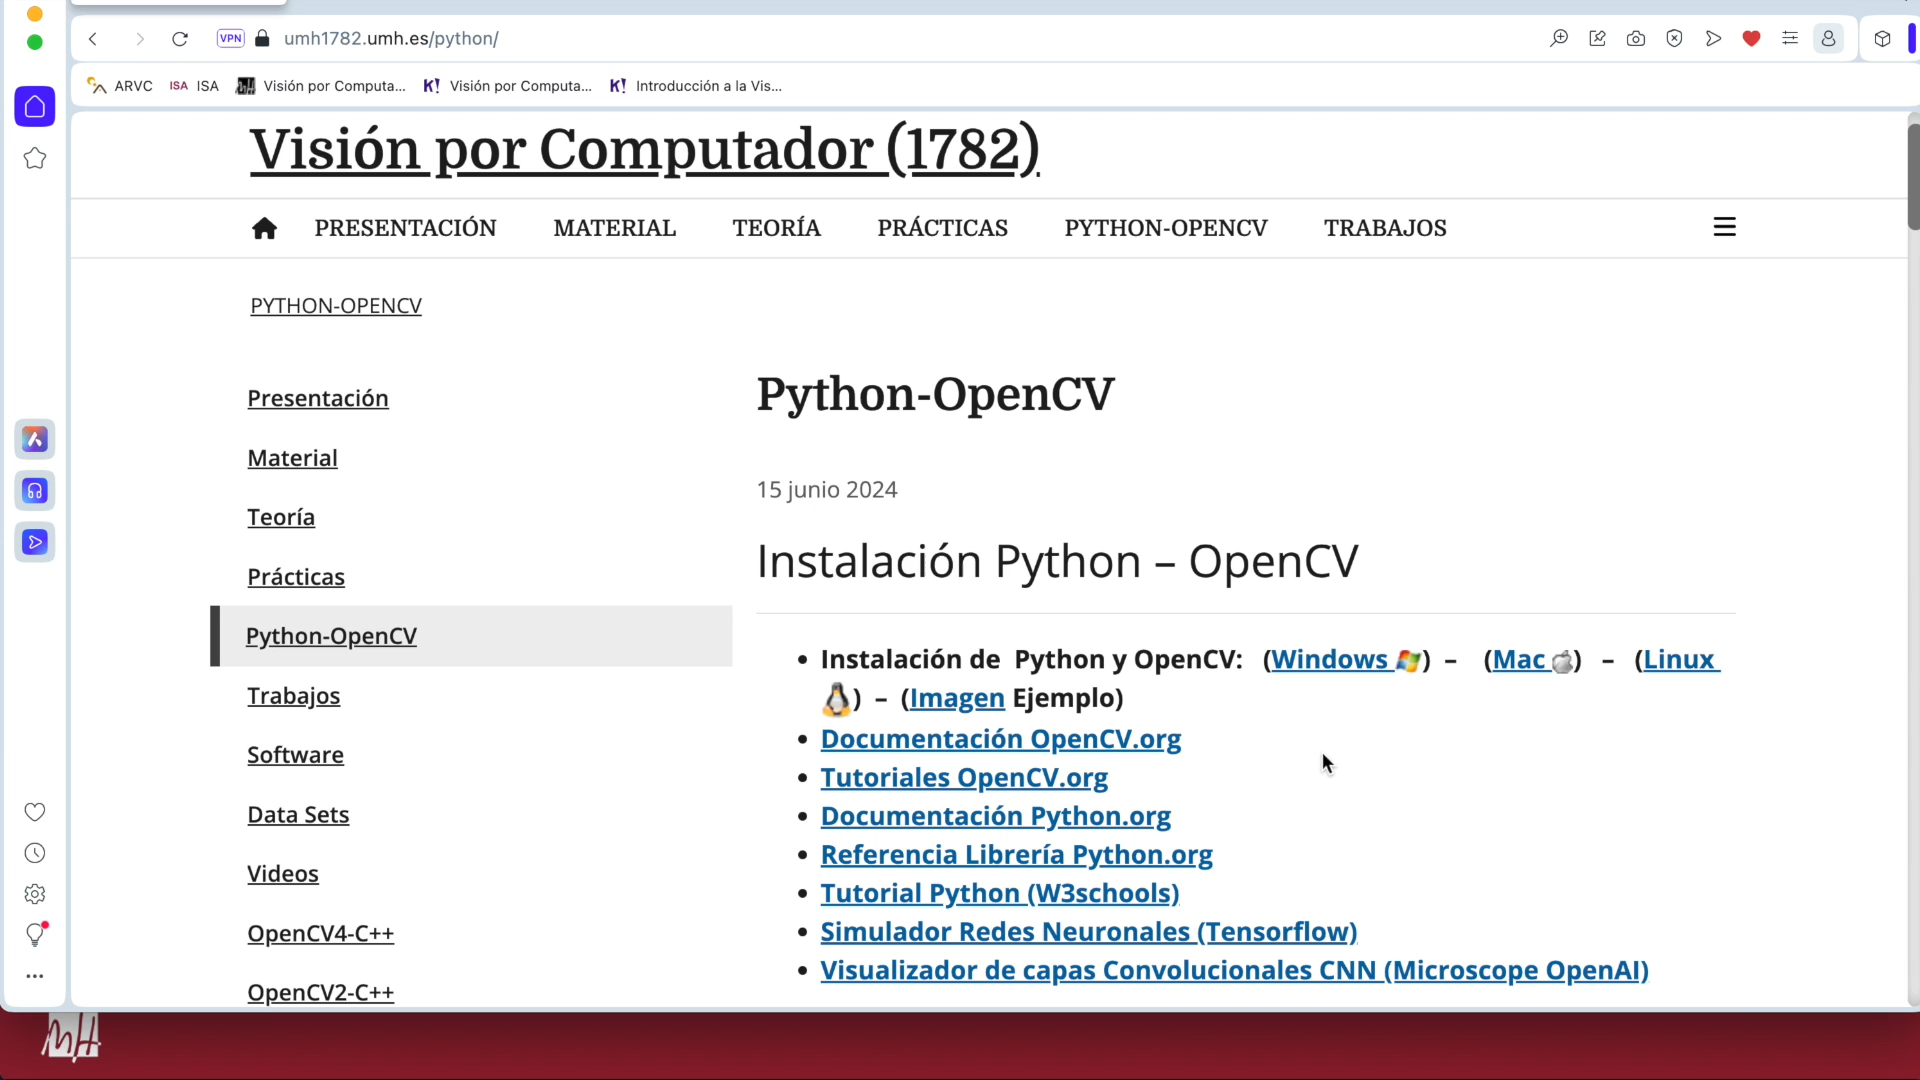 VPN umh1782.umh.es/python/
ARVC ISA ISA Visión por Computa... K! Visión por Computa... K! Introducción a la Vis...
Visión por Computador (1782)
PRESENTACIÓN MATERIAL TEORÍA PRÁCTICAS PYTHON-OPENCV TRABAJOS
PYTHON-OPENCV
Presentación
Material
Teoría
Prácticas
Python-OpenCV
Trabajos
Software
Data Sets
Videos
OpenCV4-C++
OpenCV2-C++
Python-OpenCV
15 junio 2024
Instalación Python – OpenCV
• Instalación de Python y OpenCV: (Windows ) – (Mac ) – (Linux
) – (Imagen Ejemplo)
• Documentación OpenCV.org
• Tutoriales OpenCV.org
• Documentación Python.org
• Referencia Librería Python.org
• Tutorial Python (W3schools)
• Simulador Redes Neuronales (Tensorflow)
• Visualizador de capas Convolucionales CNN (Microscope OpenAI)